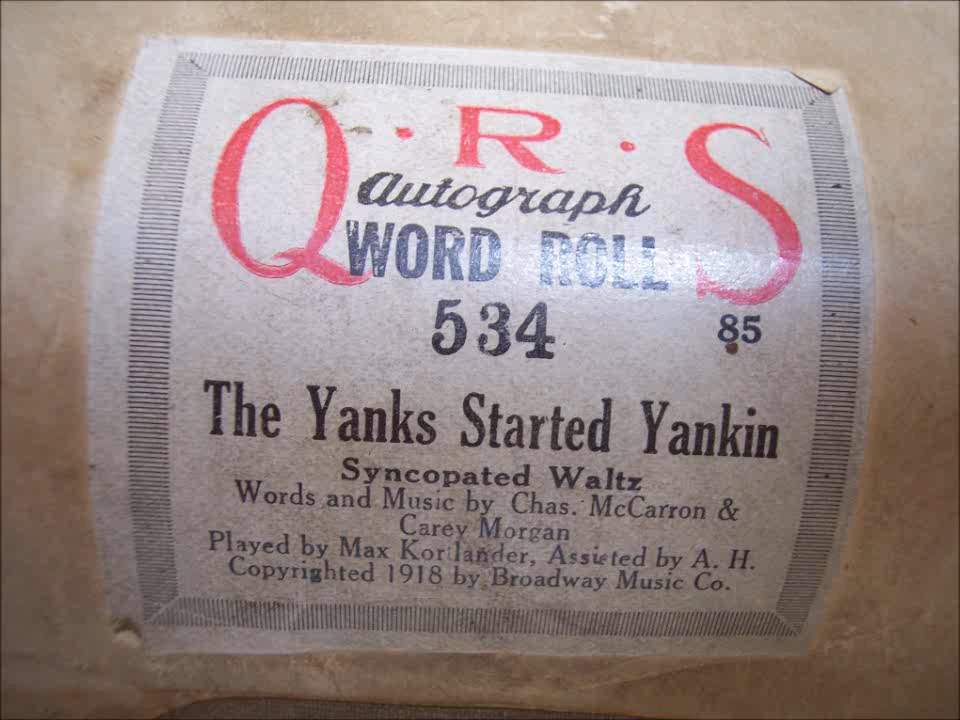 Q·R·S
Autograph
WORD ROLL
534
85
The Yanks Started Yankin
Syncopated Waltz
Words and Music by Chas. McCarron &
Carey Morgan
Played by Max Kortlander, Assisted by A. H.
Copyrighted 1918 by Broadway Music Co.